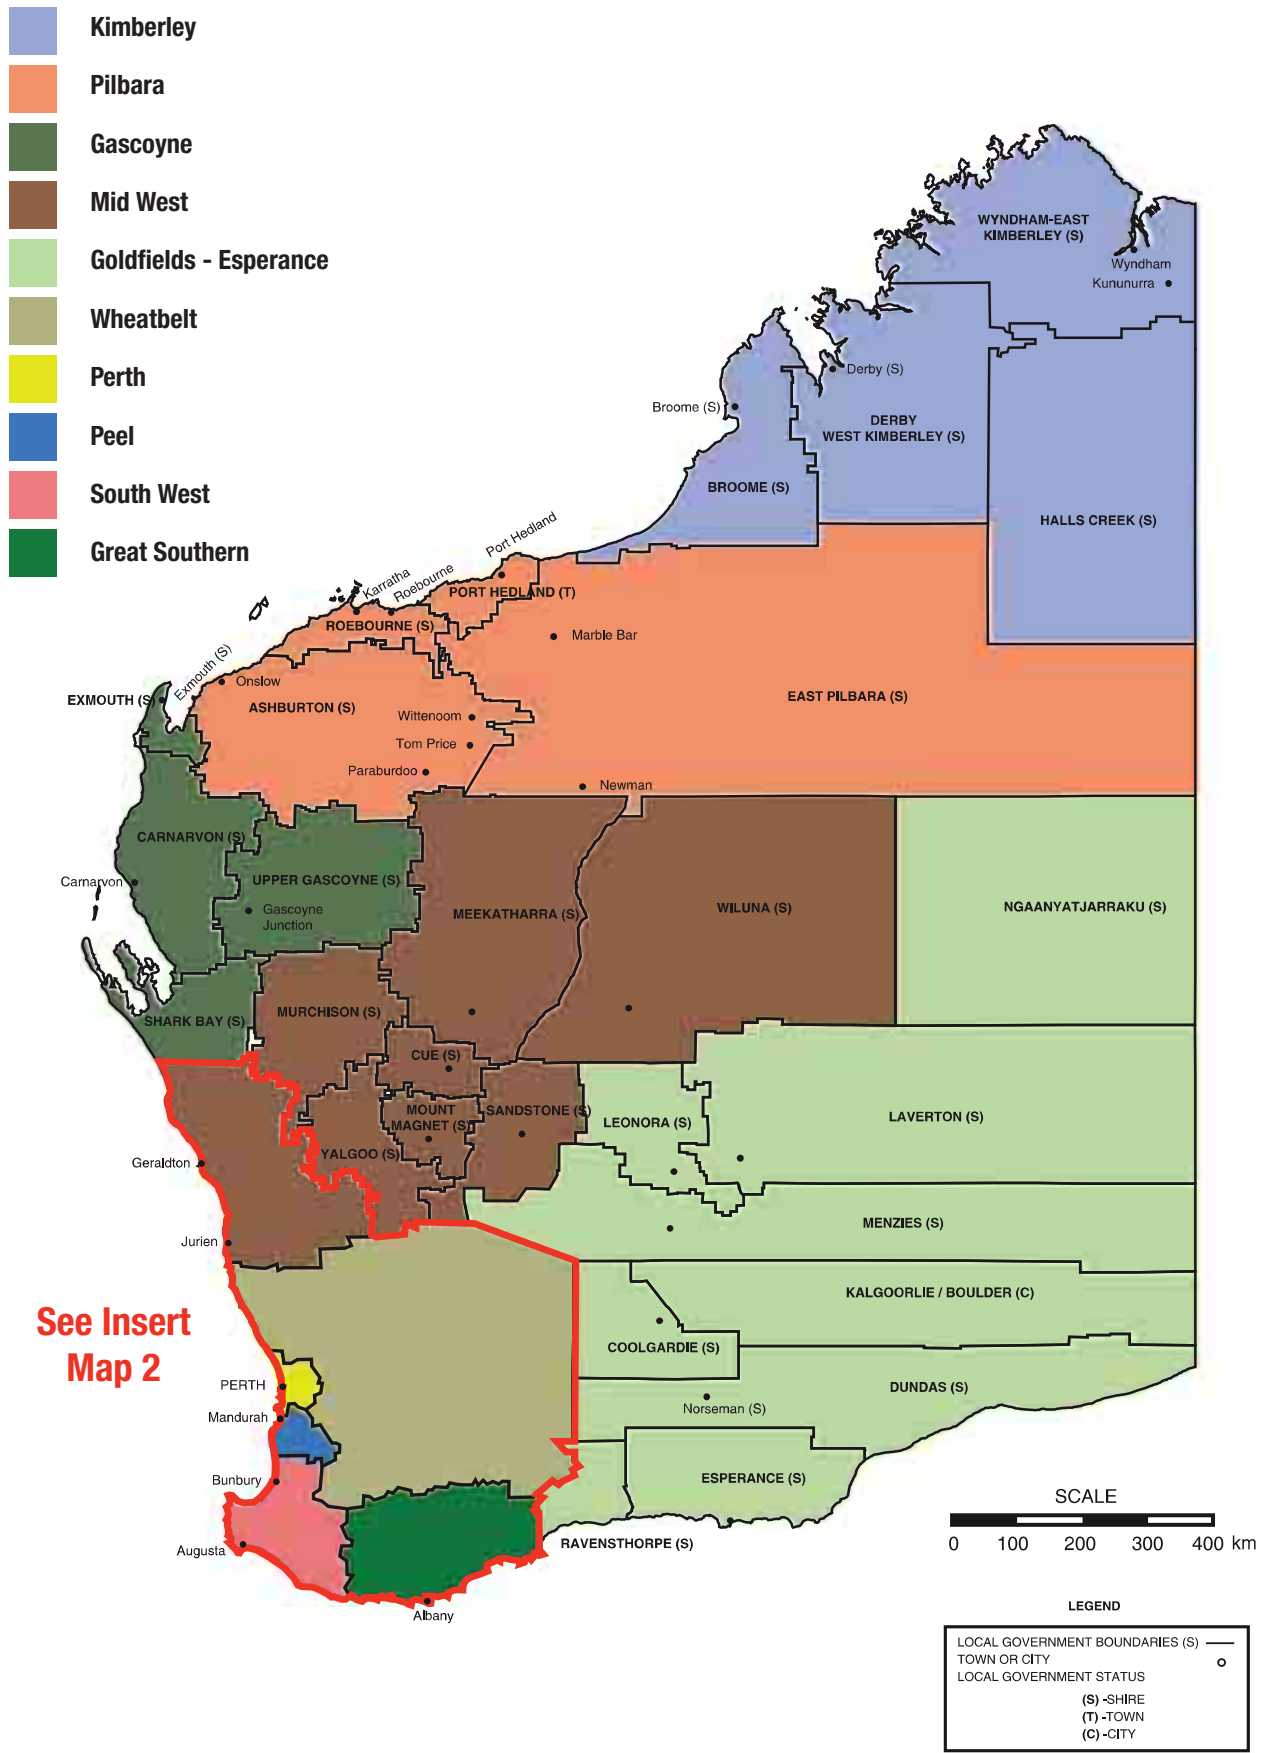 Kimberley
Pilbara
Gascoyne
Mid West
Goldfields - Esperance
Wheatbelt
Perth
Peel
South West
Great Southern
WYNDHAM-EAST
KIMBERLEY (S)
Wyndham
Kununurra
Derby (S)
Broome (S)
DERBY
WEST KIMBERLEY (S)
BROOME (S)
HALLS CREEK (S)
Port Hedland
Karratha
Roebourne
PORT HEDLAND (T)
ROEBOURNE (S)
Marble Bar
Exmouth (S)
Onslow
EXMOUTH (S)
ASHBURTON (S)
EAST PILBARA (S)
Wittenoom
Tom Price
Paraburdoo
Newman
CARNARVON (S)
Carnarvon
UPPER GASCOYNE (S)
Gascoyne
Junction
MEEKATHARRA (S)
WILUNA (S)
NGAANYATJARRAKU (S)
SHARK BAY (S)
MURCHISON (S)
CUE (S)
MOUNT
MAGNET (S)
SANDSTONE (S)
LEONORA (S)
LAVERTON (S)
YALGOO (S)
Geraldton
MENZIES (S)
Jurien
KALGOORLIE / BOULDER (C)
See Insert
Map 2
COOLGARDIE (S)
PERTH
DUNDAS (S)
Norseman (S)
Mandurah
Bunbury
ESPERANCE (S)
RAVENSTHORPE (S)
Augusta
Albany
SCALE
0 100 200 300 400 km
LEGEND
LOCAL GOVERNMENT BOUNDARIES (S)
TOWN OR CITY
LOCAL GOVERNMENT STATUS
(S) -SHIRE
(T) -TOWN
(C) -CITY